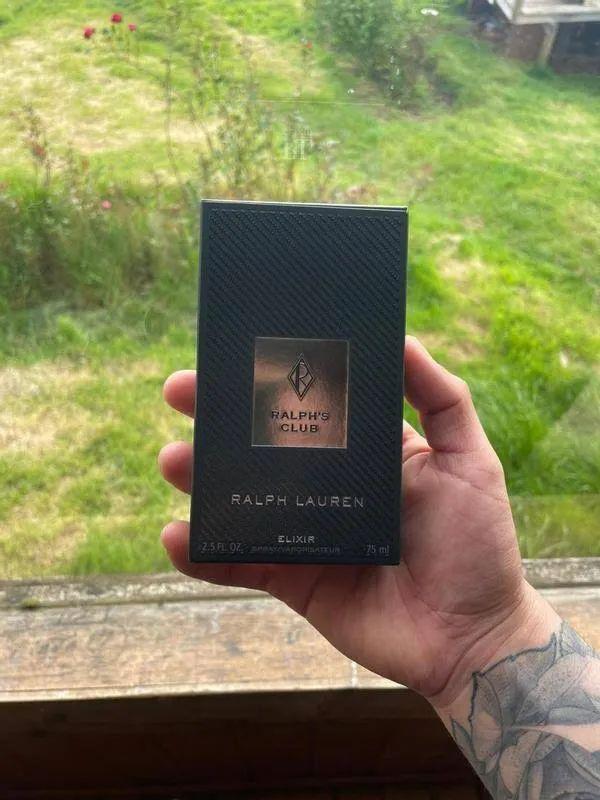 R
RALPH'S
CLUB
RALPH LAUREN
ELIXIR
2.5 FL. OZ. SPRAY/VAPORISATEUR 75 ml